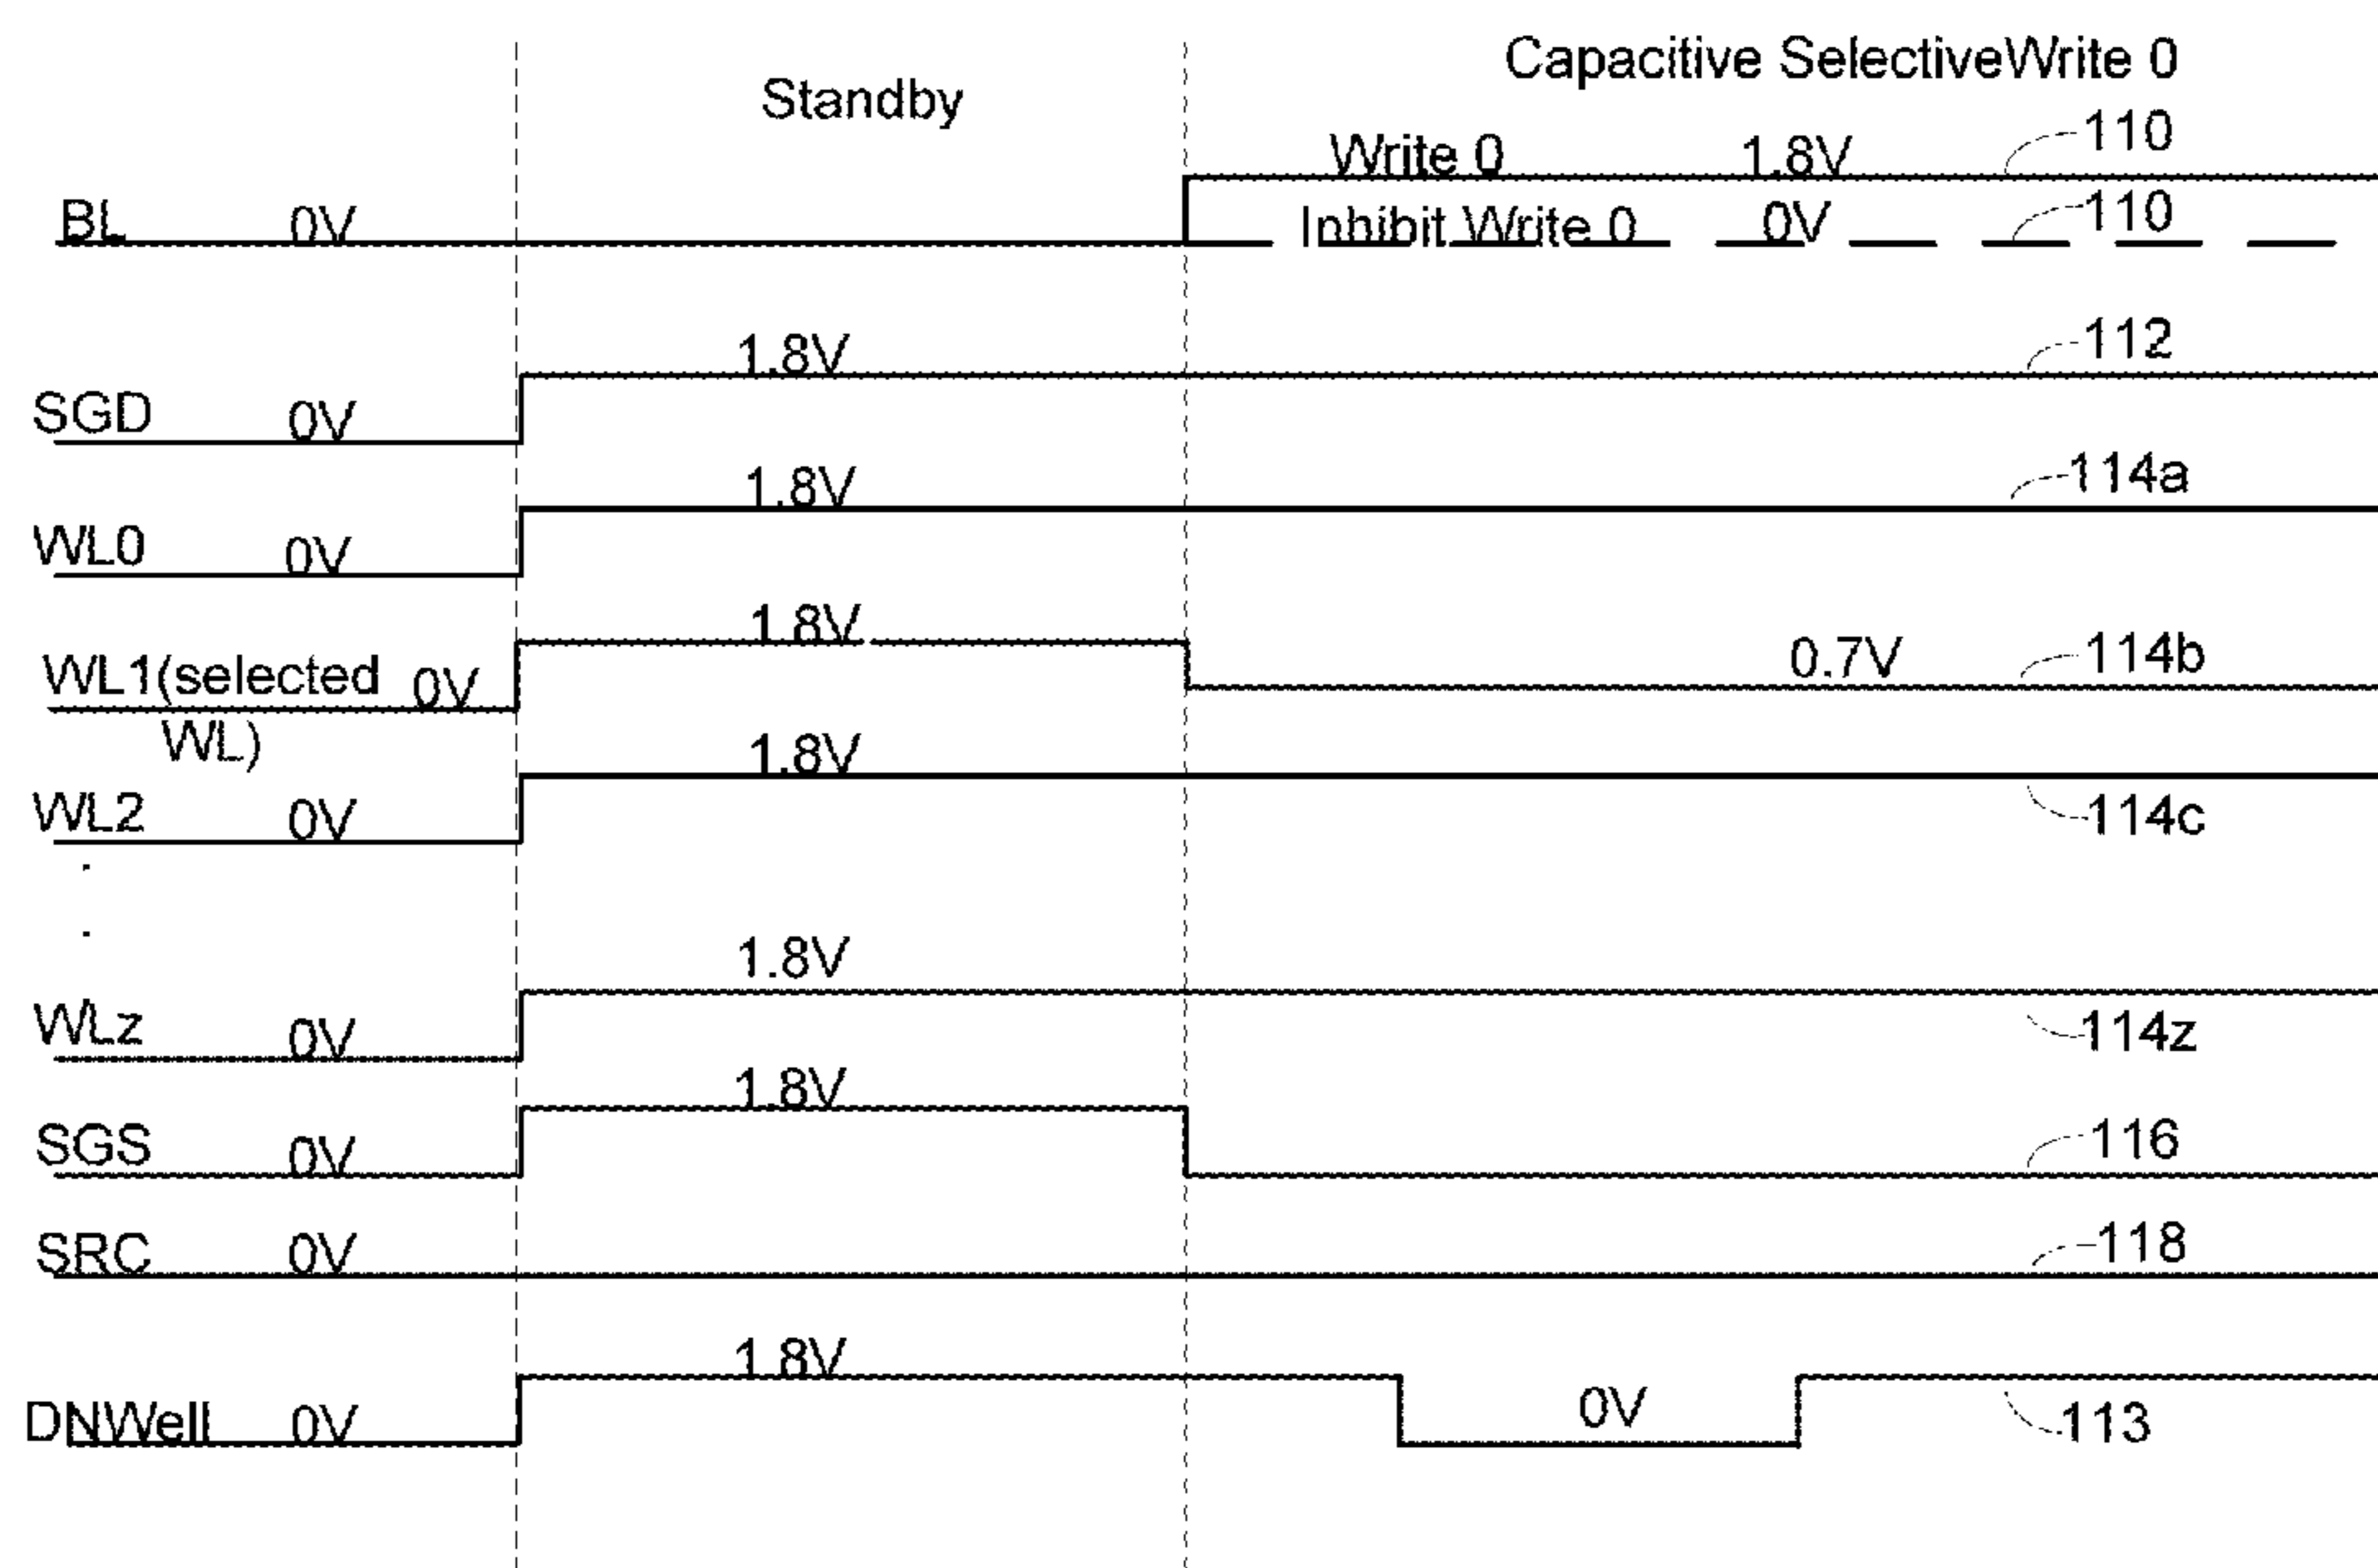 Capacitive SelectiveWrite 0
Standby
Write 0 1.8V 110
BL 0V Inhibit Write 0 0V 110
1.8V 112
SGD 0V
1.8V 114a
WL0 0V
1.8V
WL1(selected 0V 0.7V 114b
WL)
1.8V
WL2 0V 114c
.
.
1.8V
WLz 0V 114z
1.8V
SGS 0V 116
SRC 0V 118
1.8V
DNWell 0V 0V 113